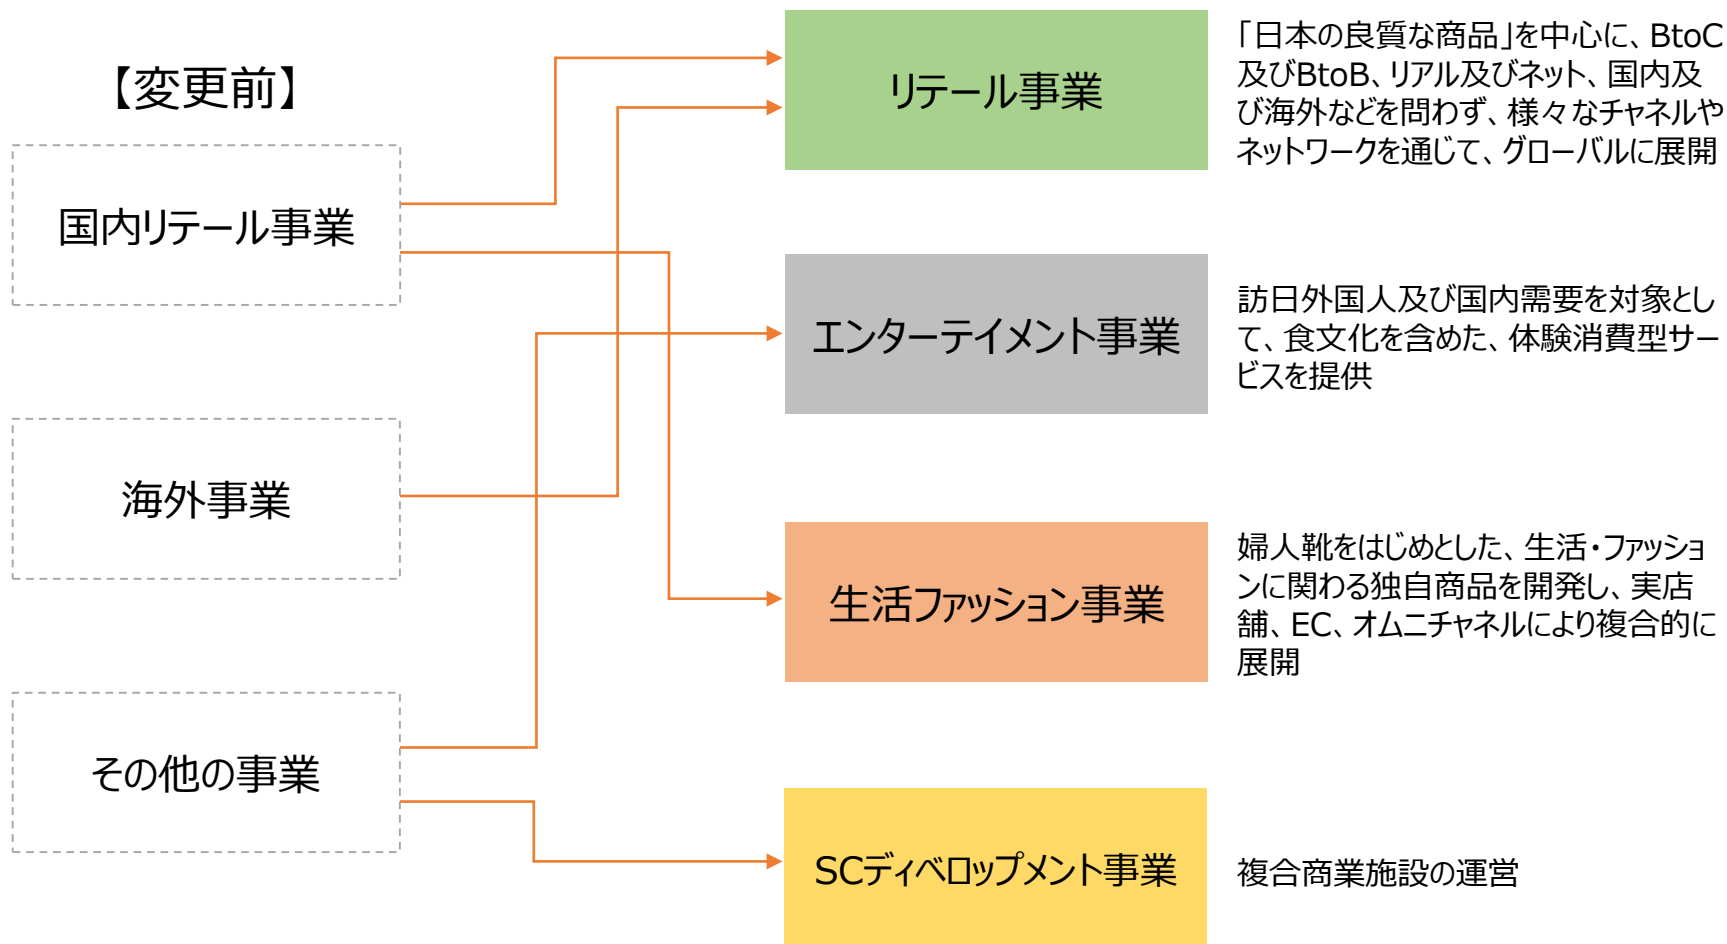 【変更前】
国内リテール事業
海外事業
その他の事業
リテール事業
「日本の良質な商品」を中心に、BtoC
及びBtoB、リアル及びネット、国内及
び海外などを問わず、様々なチャネルや
ネットワークを通じて、グローバルに展開
エンターテイメント事業
訪日外国人及び国内需要を対象とし
て、食文化を含めた、体験消費型サー
ビスを提供
生活ファッション事業
婦人靴をはじめとした、生活・ファッショ
ンに関わる独自商品を開発し、実店
舗、EC、オムニチャネルにより複合的に
展開
SCディベロップメント事業
複合商業施設の運営